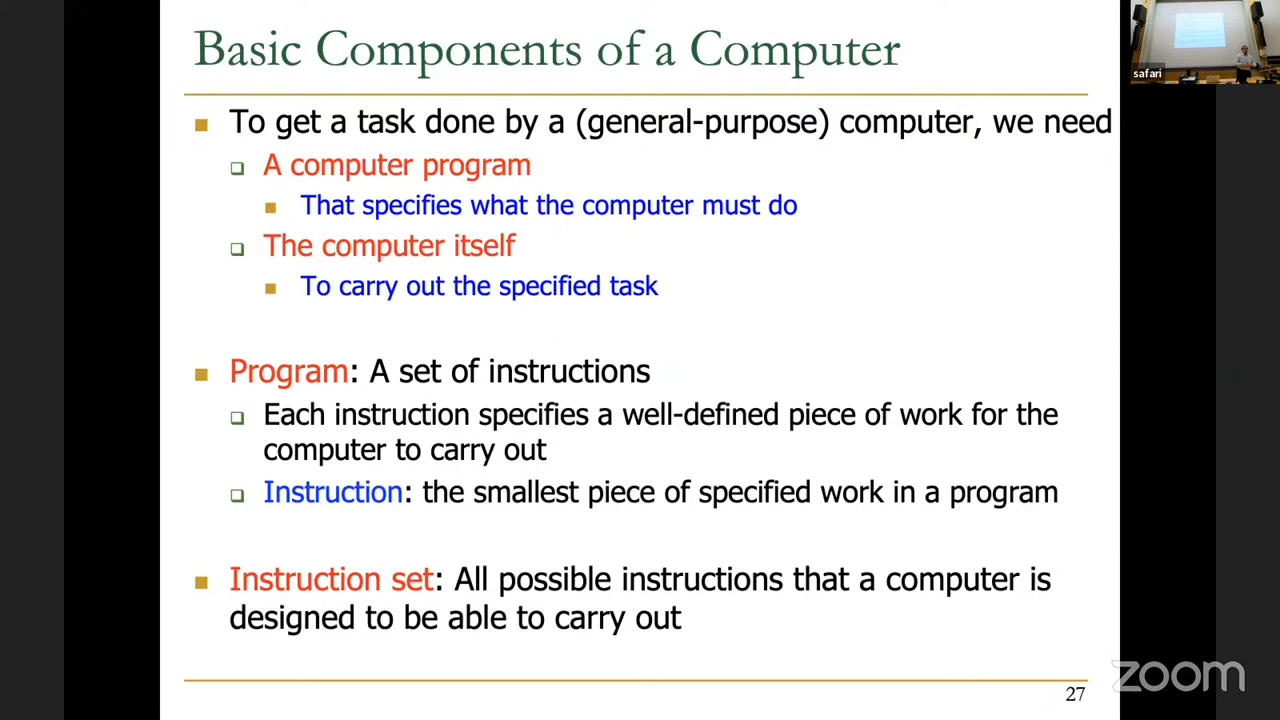 Basic Components of a Computer
To get a task done by a (general-purpose) computer, we need
A computer program
That specifies what the computer must do
The computer itself
To carry out the specified task
Program: A set of instructions
Each instruction specifies a well-defined piece of work for the
computer to carry out
Instruction: the smallest piece of specified work in a program
Instruction set: All possible instructions that a computer is
designed to be able to carry out
27
safari
zoom